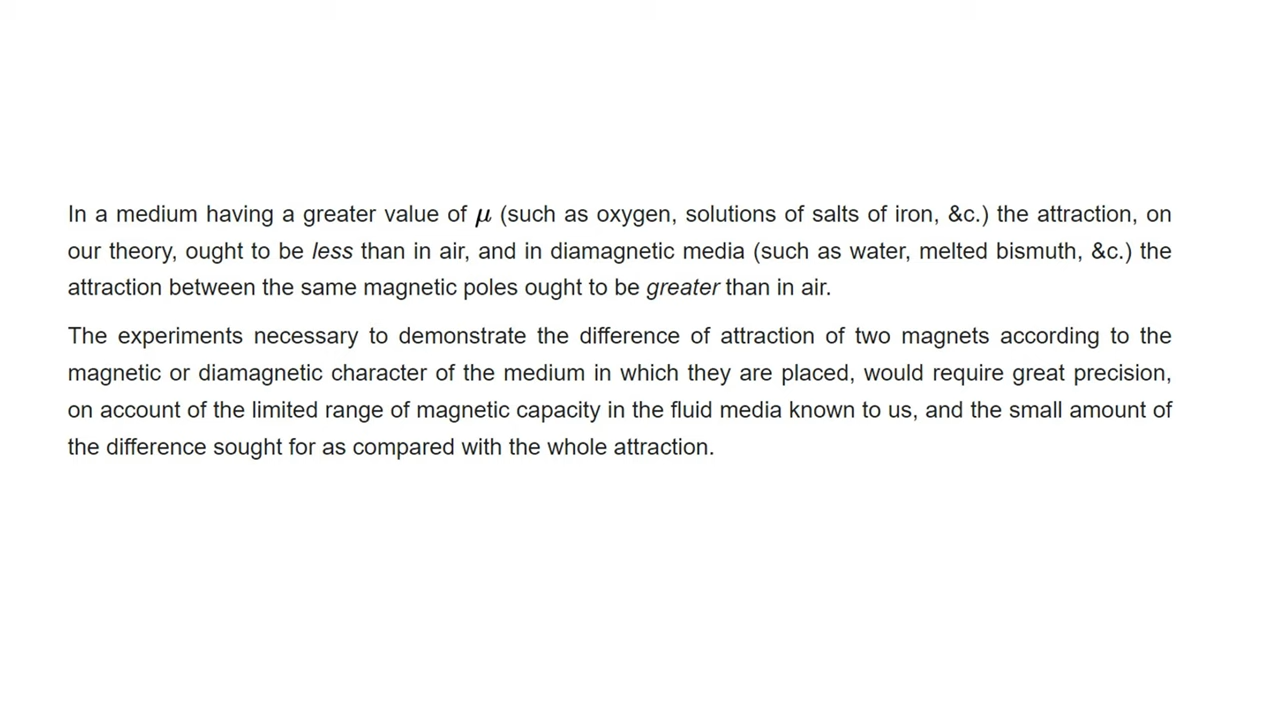 In a medium having a greater value of μ (such as oxygen, solutions of salts of iron, &c.) the attraction, on
our theory, ought to be less than in air, and in diamagnetic media (such as water, melted bismuth, &c.) the
attraction between the same magnetic poles ought to be greater than in air.
The experiments necessary to demonstrate the difference of attraction of two magnets according to the
magnetic or diamagnetic character of the medium in which they are placed, would require great precision,
on account of the limited range of magnetic capacity in the fluid media known to us, and the small amount of
the difference sought for as compared with the whole attraction.